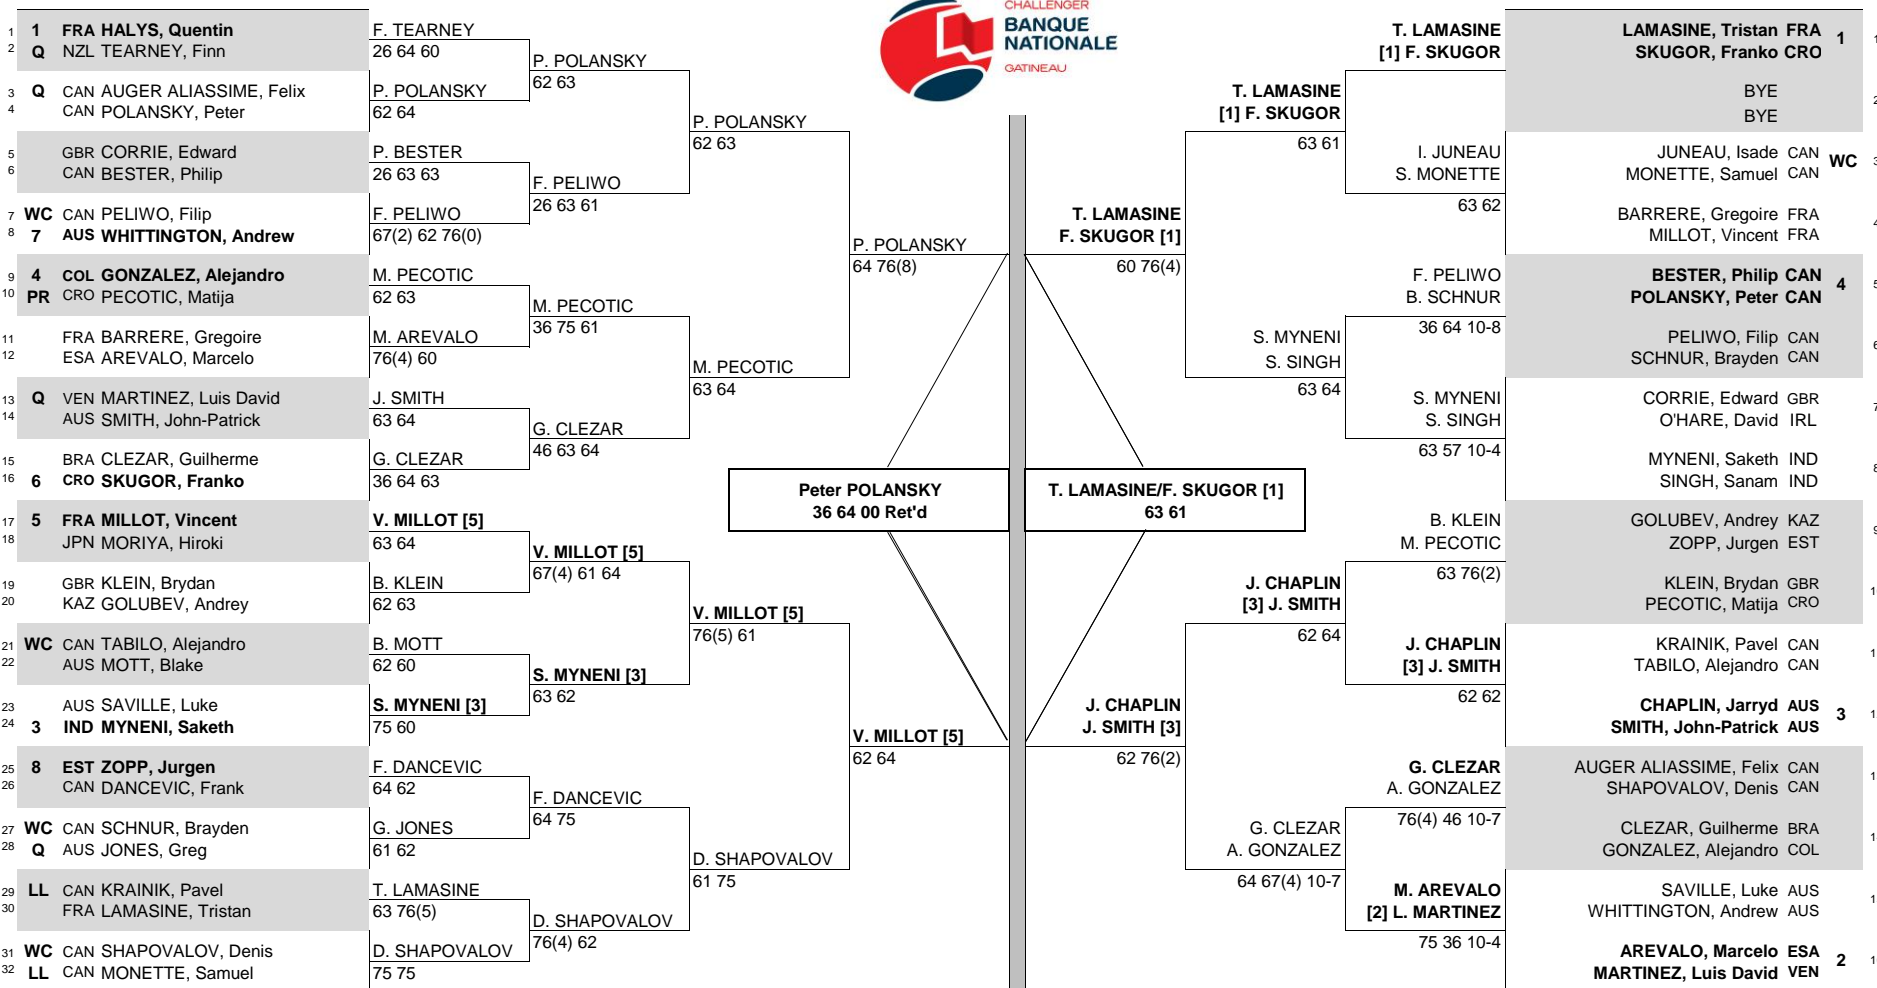 CHALLENGER
BANQUE
NATIONALE
GATINEAU
1 1 FRA HALYS, Quentin
2 Q NZL TEARNEY, Finn
3 Q CAN AUGER ALIASSIME, Felix
4 CAN POLANSKY, Peter
5 GBR CORRIE, Edward
6 CAN BESTER, Philip
7 WC CAN PELIWO, Filip
8 7 AUS WHITTINGTON, Andrew
9 4 COL GONZALEZ, Alejandro
10 PR CRO PECOTIC, Matija
11 FRA BARRERE, Gregoire
12 ESA AREVALO, Marcelo
13 Q VEN MARTINEZ, Luis David
14 AUS SMITH, John-Patrick
15 BRA CLEZAR, Guilherme
16 6 CRO SKUGOR, Franko
17 5 FRA MILLOT, Vincent
18 JPN MORIYA, Hiroki
19 GBR KLEIN, Brydan
20 KAZ GOLUBEV, Andrey
21 WC CAN TABILO, Alejandro
22 AUS MOTT, Blake
23 AUS SAVILLE, Luke
24 3 IND MYNENI, Saketh
25 8 EST ZOPP, Jurgen
26 CAN DANCEVIC, Frank
27 WC CAN SCHNUR, Brayden
28 Q AUS JONES, Greg
29 LL CAN KRAINIK, Pavel
30 FRA LAMASINE, Tristan
31 WC CAN SHAPOVALOV, Denis
32 LL CAN MONETTE, Samuel
F. TEARNEY
26 64 60
P. POLANSKY
62 64
P. BESTER
26 63 63
F. PELIWO
67(2) 62 76(0)
M. PECOTIC
62 63
M. AREVALO
76(4) 60
J. SMITH
63 64
G. CLEZAR
36 64 63
V. MILLOT [5]
63 64
B. KLEIN
62 63
B. MOTT
62 60
S. MYNENI [3]
75 60
F. DANCEVIC
64 62
G. JONES
61 62
T. LAMASINE
63 76(5)
D. SHAPOVALOV
75 75
P. POLANSKY
62 63
F. PELIWO
26 63 61
M. PECOTIC
36 75 61
G. CLEZAR
46 63 64
V. MILLOT [5]
67(4) 61 64
S. MYNENI [3]
63 62
F. DANCEVIC
64 75
D. SHAPOVALOV
76(4) 62
P. POLANSKY
62 63
M. PECOTIC
63 64
V. MILLOT [5]
76(5) 61
D. SHAPOVALOV
61 75
P. POLANSKY
64 76(8)
V. MILLOT [5]
62 64
Peter POLANSKY
36 64 00 Ret'd
T. LAMASINE/F. SKUGOR [1]
63 61
T. LAMASINE
F. SKUGOR [1]
60 76(4)
J. CHAPLIN
J. SMITH [3]
62 76(2)
T. LAMASINE
[1] F. SKUGOR
63 61
S. MYNENI
S. SINGH
63 64
J. CHAPLIN
[3] J. SMITH
62 64
G. CLEZAR
A. GONZALEZ
64 67(4) 10-7
T. LAMASINE
[1] F. SKUGOR
I. JUNEAU
S. MONETTE
63 62
F. PELIWO
B. SCHNUR
36 64 10-8
S. MYNENI
S. SINGH
63 57 10-4
B. KLEIN
M. PECOTIC
63 76(2)
J. CHAPLIN
[3] J. SMITH
62 62
G. CLEZAR
A. GONZALEZ
76(4) 46 10-7
M. AREVALO
[2] L. MARTINEZ
75 36 10-4
LAMASINE, Tristan FRA 1
SKUGOR, Franko CRO
BYE
BYE
JUNEAU, Isade CAN WC
MONETTE, Samuel CAN
BARRERE, Gregoire FRA
MILLOT, Vincent FRA
BESTER, Philip CAN 4
POLANSKY, Peter CAN
PELIWO, Filip CAN
SCHNUR, Brayden CAN
CORRIE, Edward GBR
O'HARE, David IRL
MYNENI, Saketh IND
SINGH, Sanam IND
GOLUBEV, Andrey KAZ
ZOPP, Jurgen EST
KLEIN, Brydan GBR
PECOTIC, Matija CRO
KRAINIK, Pavel CAN
TABILO, Alejandro CAN
CHAPLIN, Jarryd AUS 3
SMITH, John-Patrick AUS
AUGER ALIASSIME, Felix CAN
SHAPOVALOV, Denis CAN
CLEZAR, Guilherme BRA
GONZALEZ, Alejandro COL
SAVILLE, Luke AUS
WHITTINGTON, Andrew AUS
AREVALO, Marcelo ESA 2
MARTINEZ, Luis David VEN